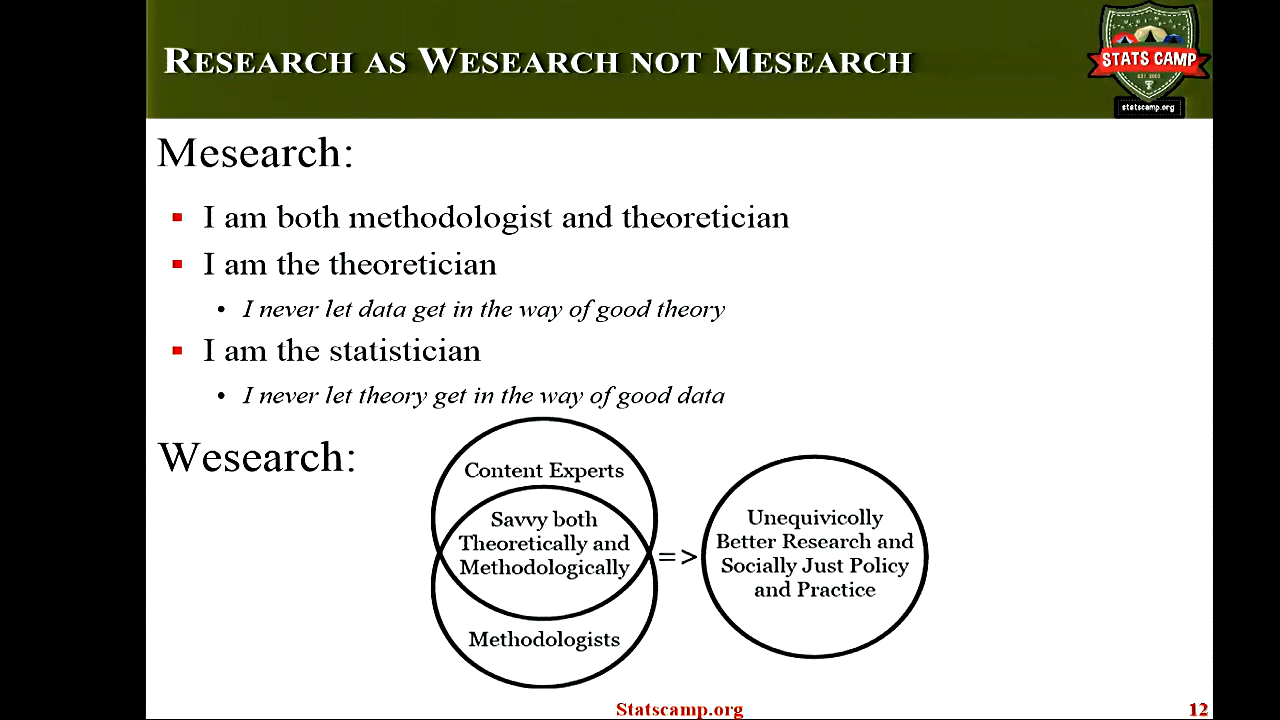 RESEARCH AS WESEARCH NOT MESEARCH
STATS CAMP
EST. 2003
statscamp.org
Mesearch:
I am both methodologist and theoretician
I am the theoretician
I never let data get in the way of good theory
I am the statistician
I never let theory get in the way of good data
Wesearch:
Content Experts
Savvy both
Theoretically and
Methodologically
Methodologists
=>
Unequivicolly
Better Research and
Socially Just Policy
and Practice
Statscamp.org
12